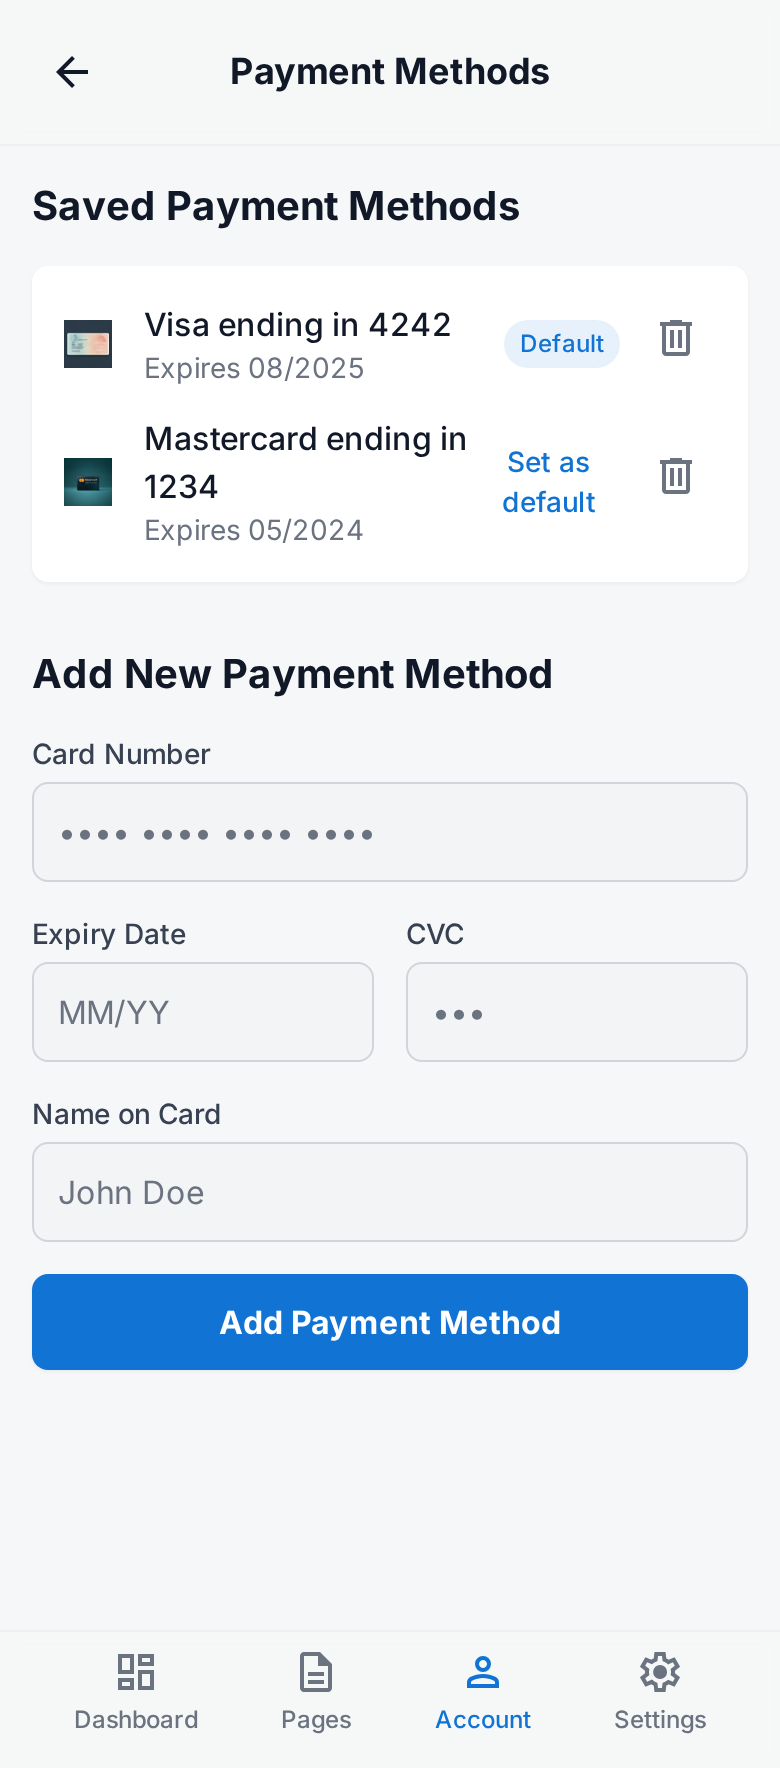 Payment Methods
Saved Payment Methods
Visa ending in 4242
Expires 08/2025
Default
Mastercard ending in
1234
Expires 05/2024
Set as
default
Add New Payment Method
Card Number
•••• •••• •••• ••••
Expiry Date
CVC
MM/YY
•••
Name on Card
John Doe
Add Payment Method
Dashboard
Pages
Account
Settings